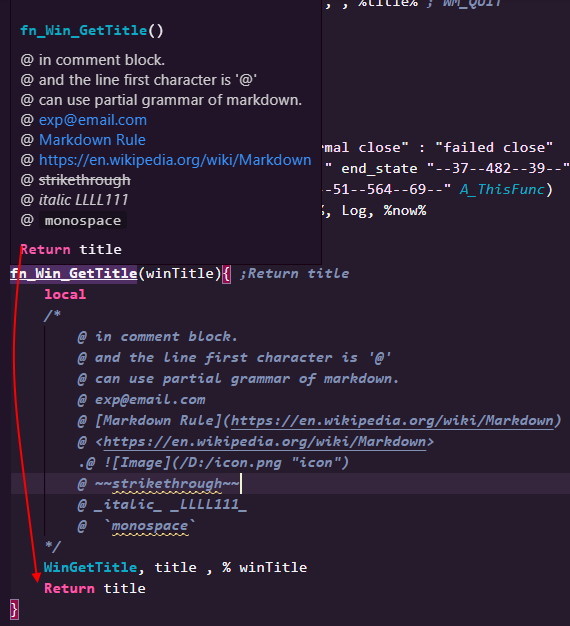 , , %title% ; WM_QUIT
fn_Win_GetTitle()
@ in comment block.
@ and the line first character is '@'
@ can use partial grammar of markdown.
@ exp@email.com
@ Markdown Rule
@ https://en.wikipedia.org/wiki/Markdown
@ strikethrough
@ italic LLLL111
@ monospace
Return title
rmal close" : "failed close"
" end_state "--37--482--39--"
--51--564--69--" A_ThisFunc)
%, Log, %now%
fn_Win_GetTitle(winTitle){ ;Return title
local
/*
@ in comment block.
@ and the line first character is '@'
@ can use partial grammar of markdown.
@ exp@email.com
@ [Markdown Rule](https://en.wikipedia.org/wiki/Markdown)
@ <https://en.wikipedia.org/wiki/Markdown>
.@ ![Image](/D:/icon.png "icon")
@ ~~strikethrough~~
@ _italic_ _LLLL111_
@ `monospace`
*/
WinGetTitle, title , % winTitle
Return title
}